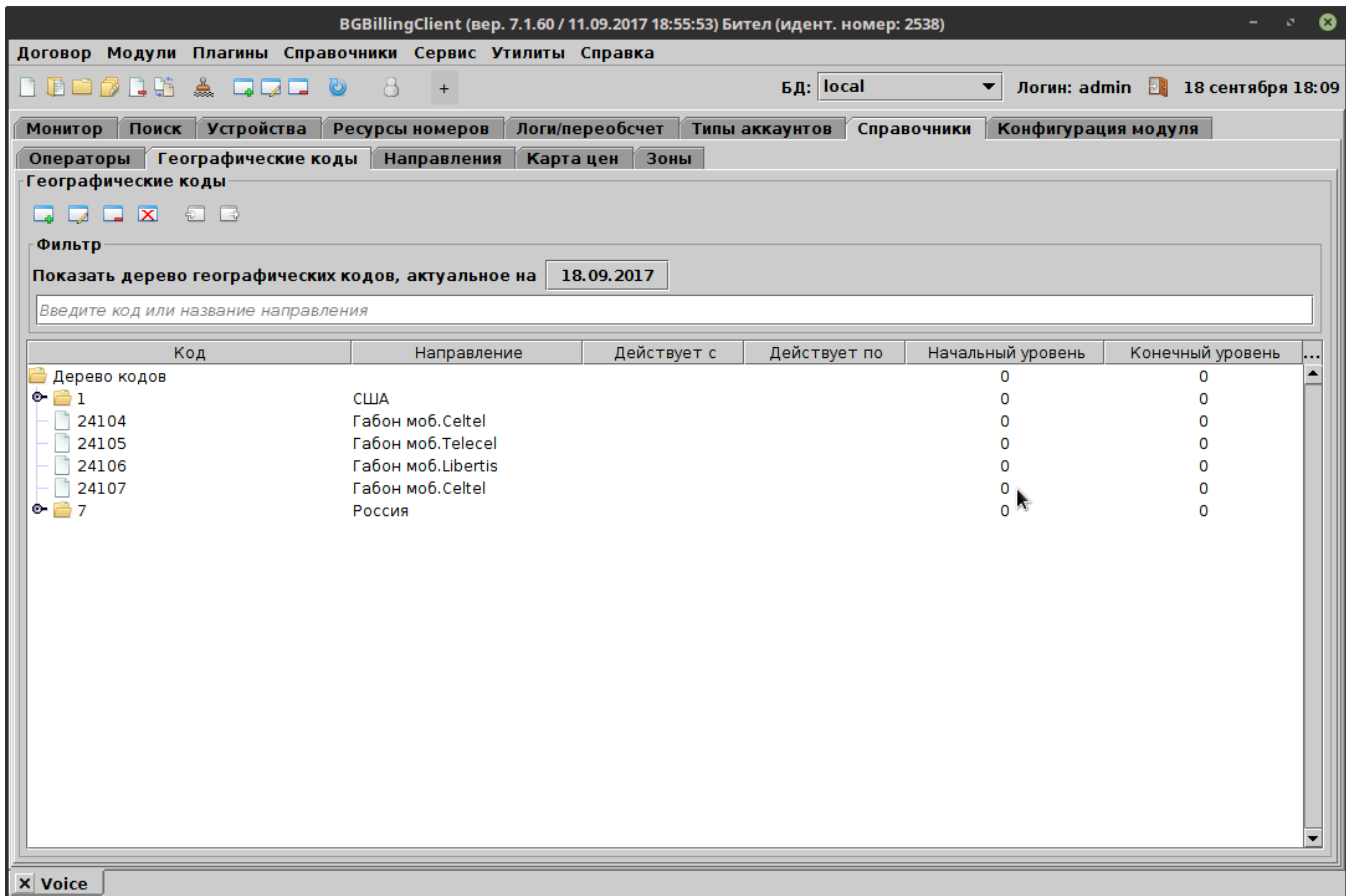 BGBillingClient (вер. 7.1.60 / 11.09.2017 18:55:53) Бител (идент. номер: 2538)
Договор Модули Плагины Справочники Сервис Утилиты Справка
+ БД: local Логин: admin 18 сентября 18:09
Монитор Поиск Устройства Ресурсы номеров Логи/переобсчет Типы аккаунтов Справочники Конфигурация модуля
Операторы Географические коды Направления Карта цен Зоны
Географические коды
Фильтр
Показать дерево географических кодов, актуальное на 18.09.2017
Введите код или название направления
Код Направление Действует с Действует по Начальный уровень Конечный уровень ...
Дерево кодов 0 0
1 США 0 0
24104 Габон моб.Celtel 0 0
24105 Габон моб.Telecel 0 0
24106 Габон моб.Libertis 0 0
24107 Габон моб.Celtel 0 0
7 Россия 0 0
x Voice